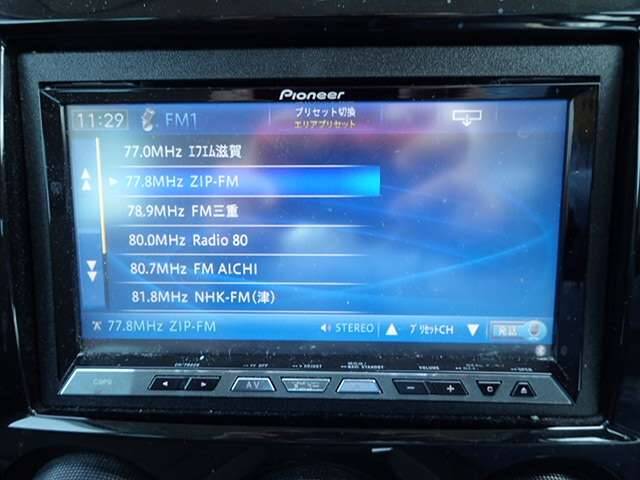 Pioneer
11:29 FM1 プリセット切換
エリアプリセット
77.0MHz エフエム滋賀
77.8MHz ZIP-FM
78.9MHz FM三重
80.0MHz Radio 80
80.7MHz FM AICHI
81.8MHz NHK-FM(津)
77.8MHz ZIP-FM STEREO プリセットCH 発話
VOLUME
AV